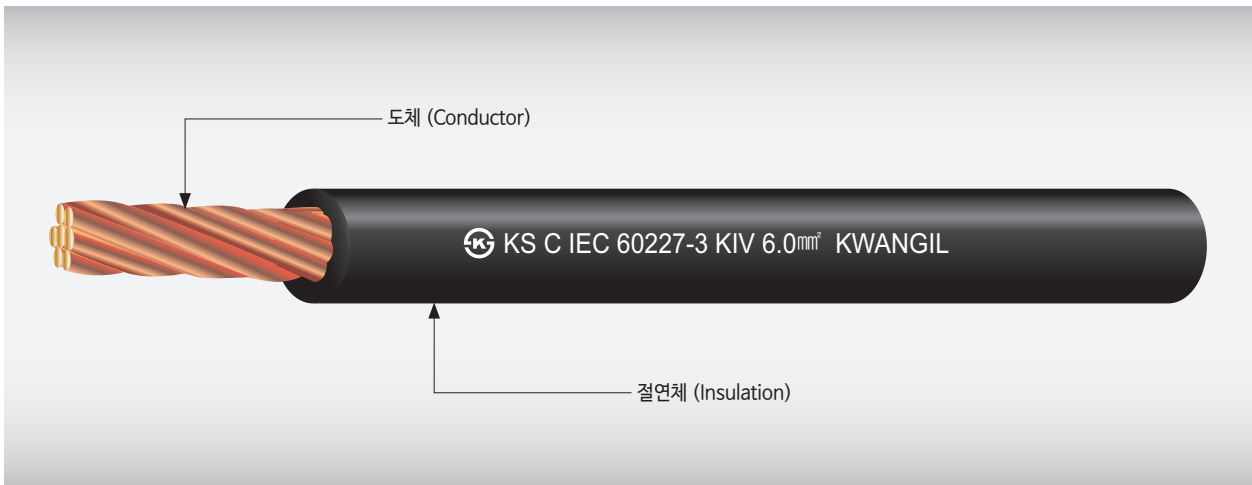 도체 (Conductor)
KS C IEC 60227-3 KIV 6.0㎟ KWANGIL
절연체 (Insulation)